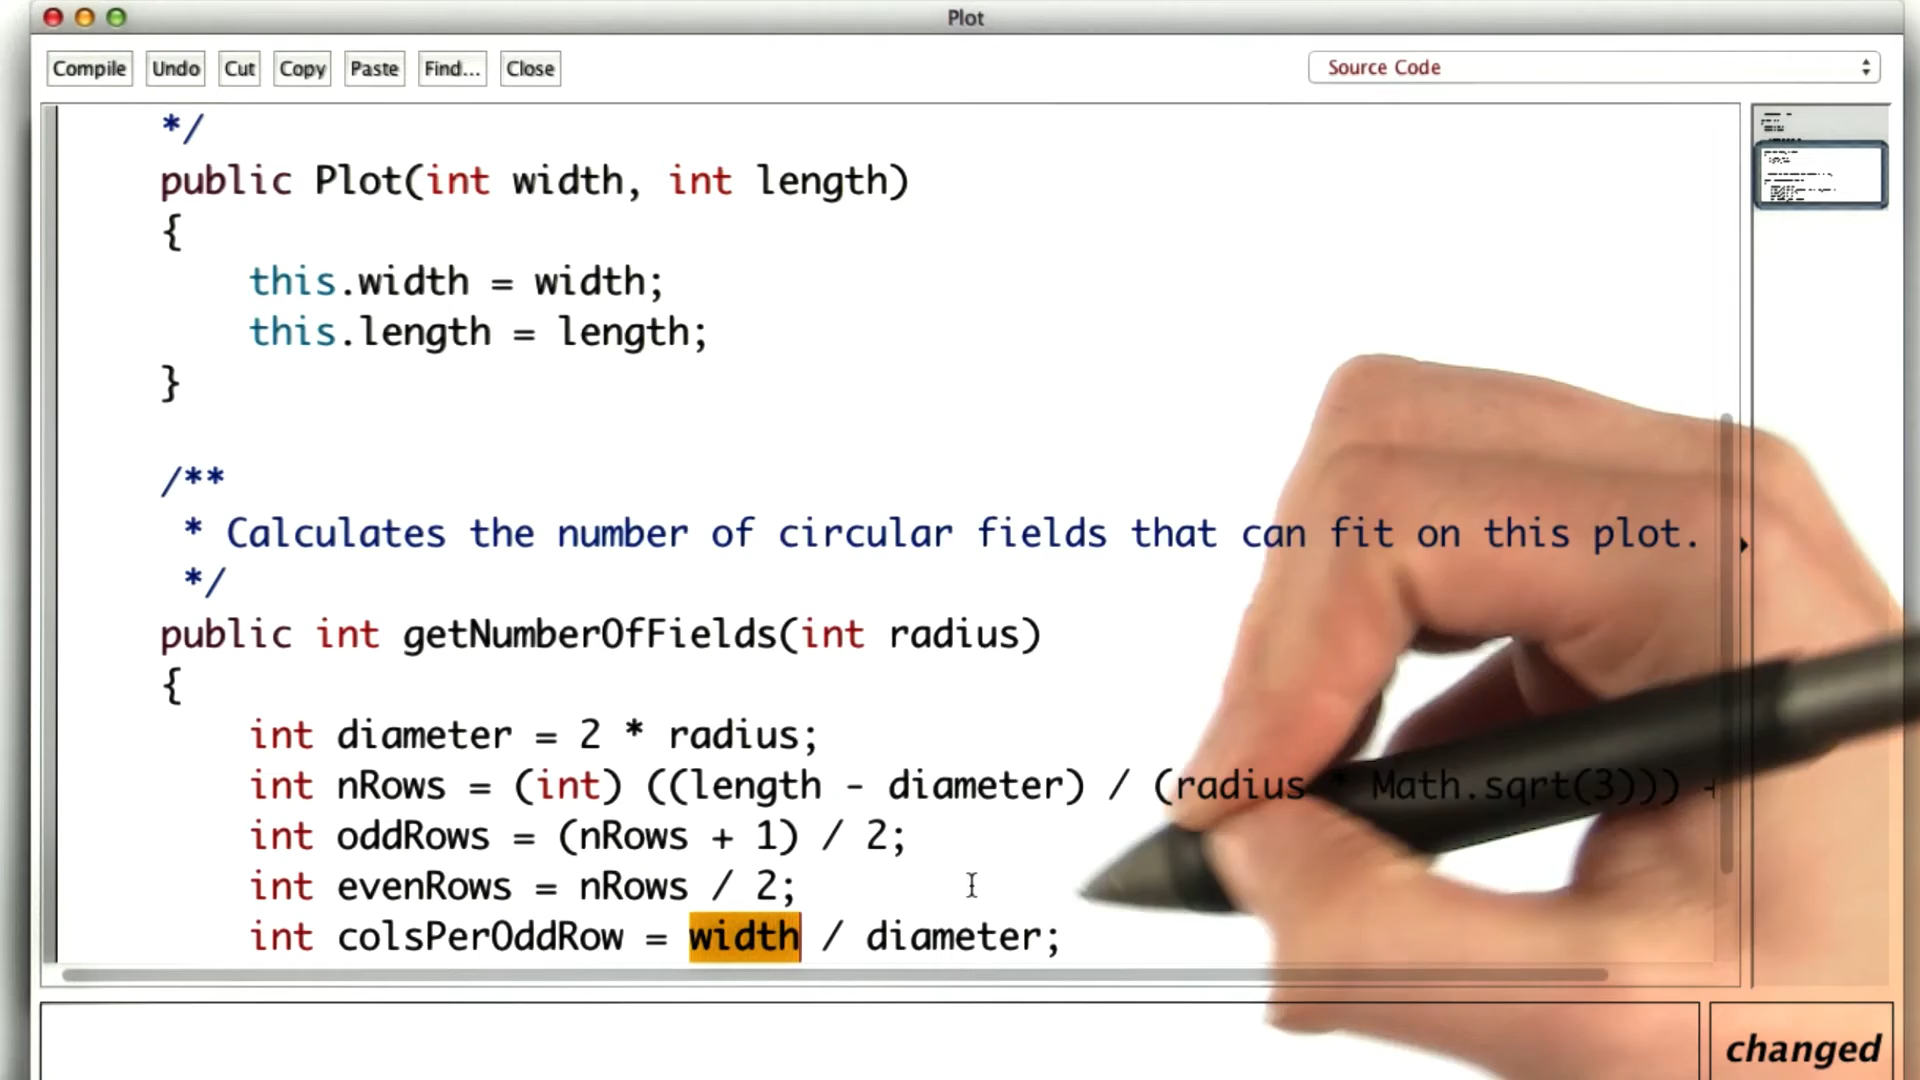 Plot
Compile Undo Cut Copy Paste Find... Close Source Code
*/
public Plot(int width, int length)
{
this.width = width;
this.length = length;
}
/**
* Calculates the number of circular fields that can fit on this plot.
*/
public int getNumberOfFields(int radius)
{
int diameter = 2 * radius;
int nRows = (int) ((length - diameter) / (radius * Math.sqrt(3))) +
int oddRows = (nRows + 1) / 2;
int evenRows = nRows / 2;
int colsPerOddRow = width / diameter;
changed